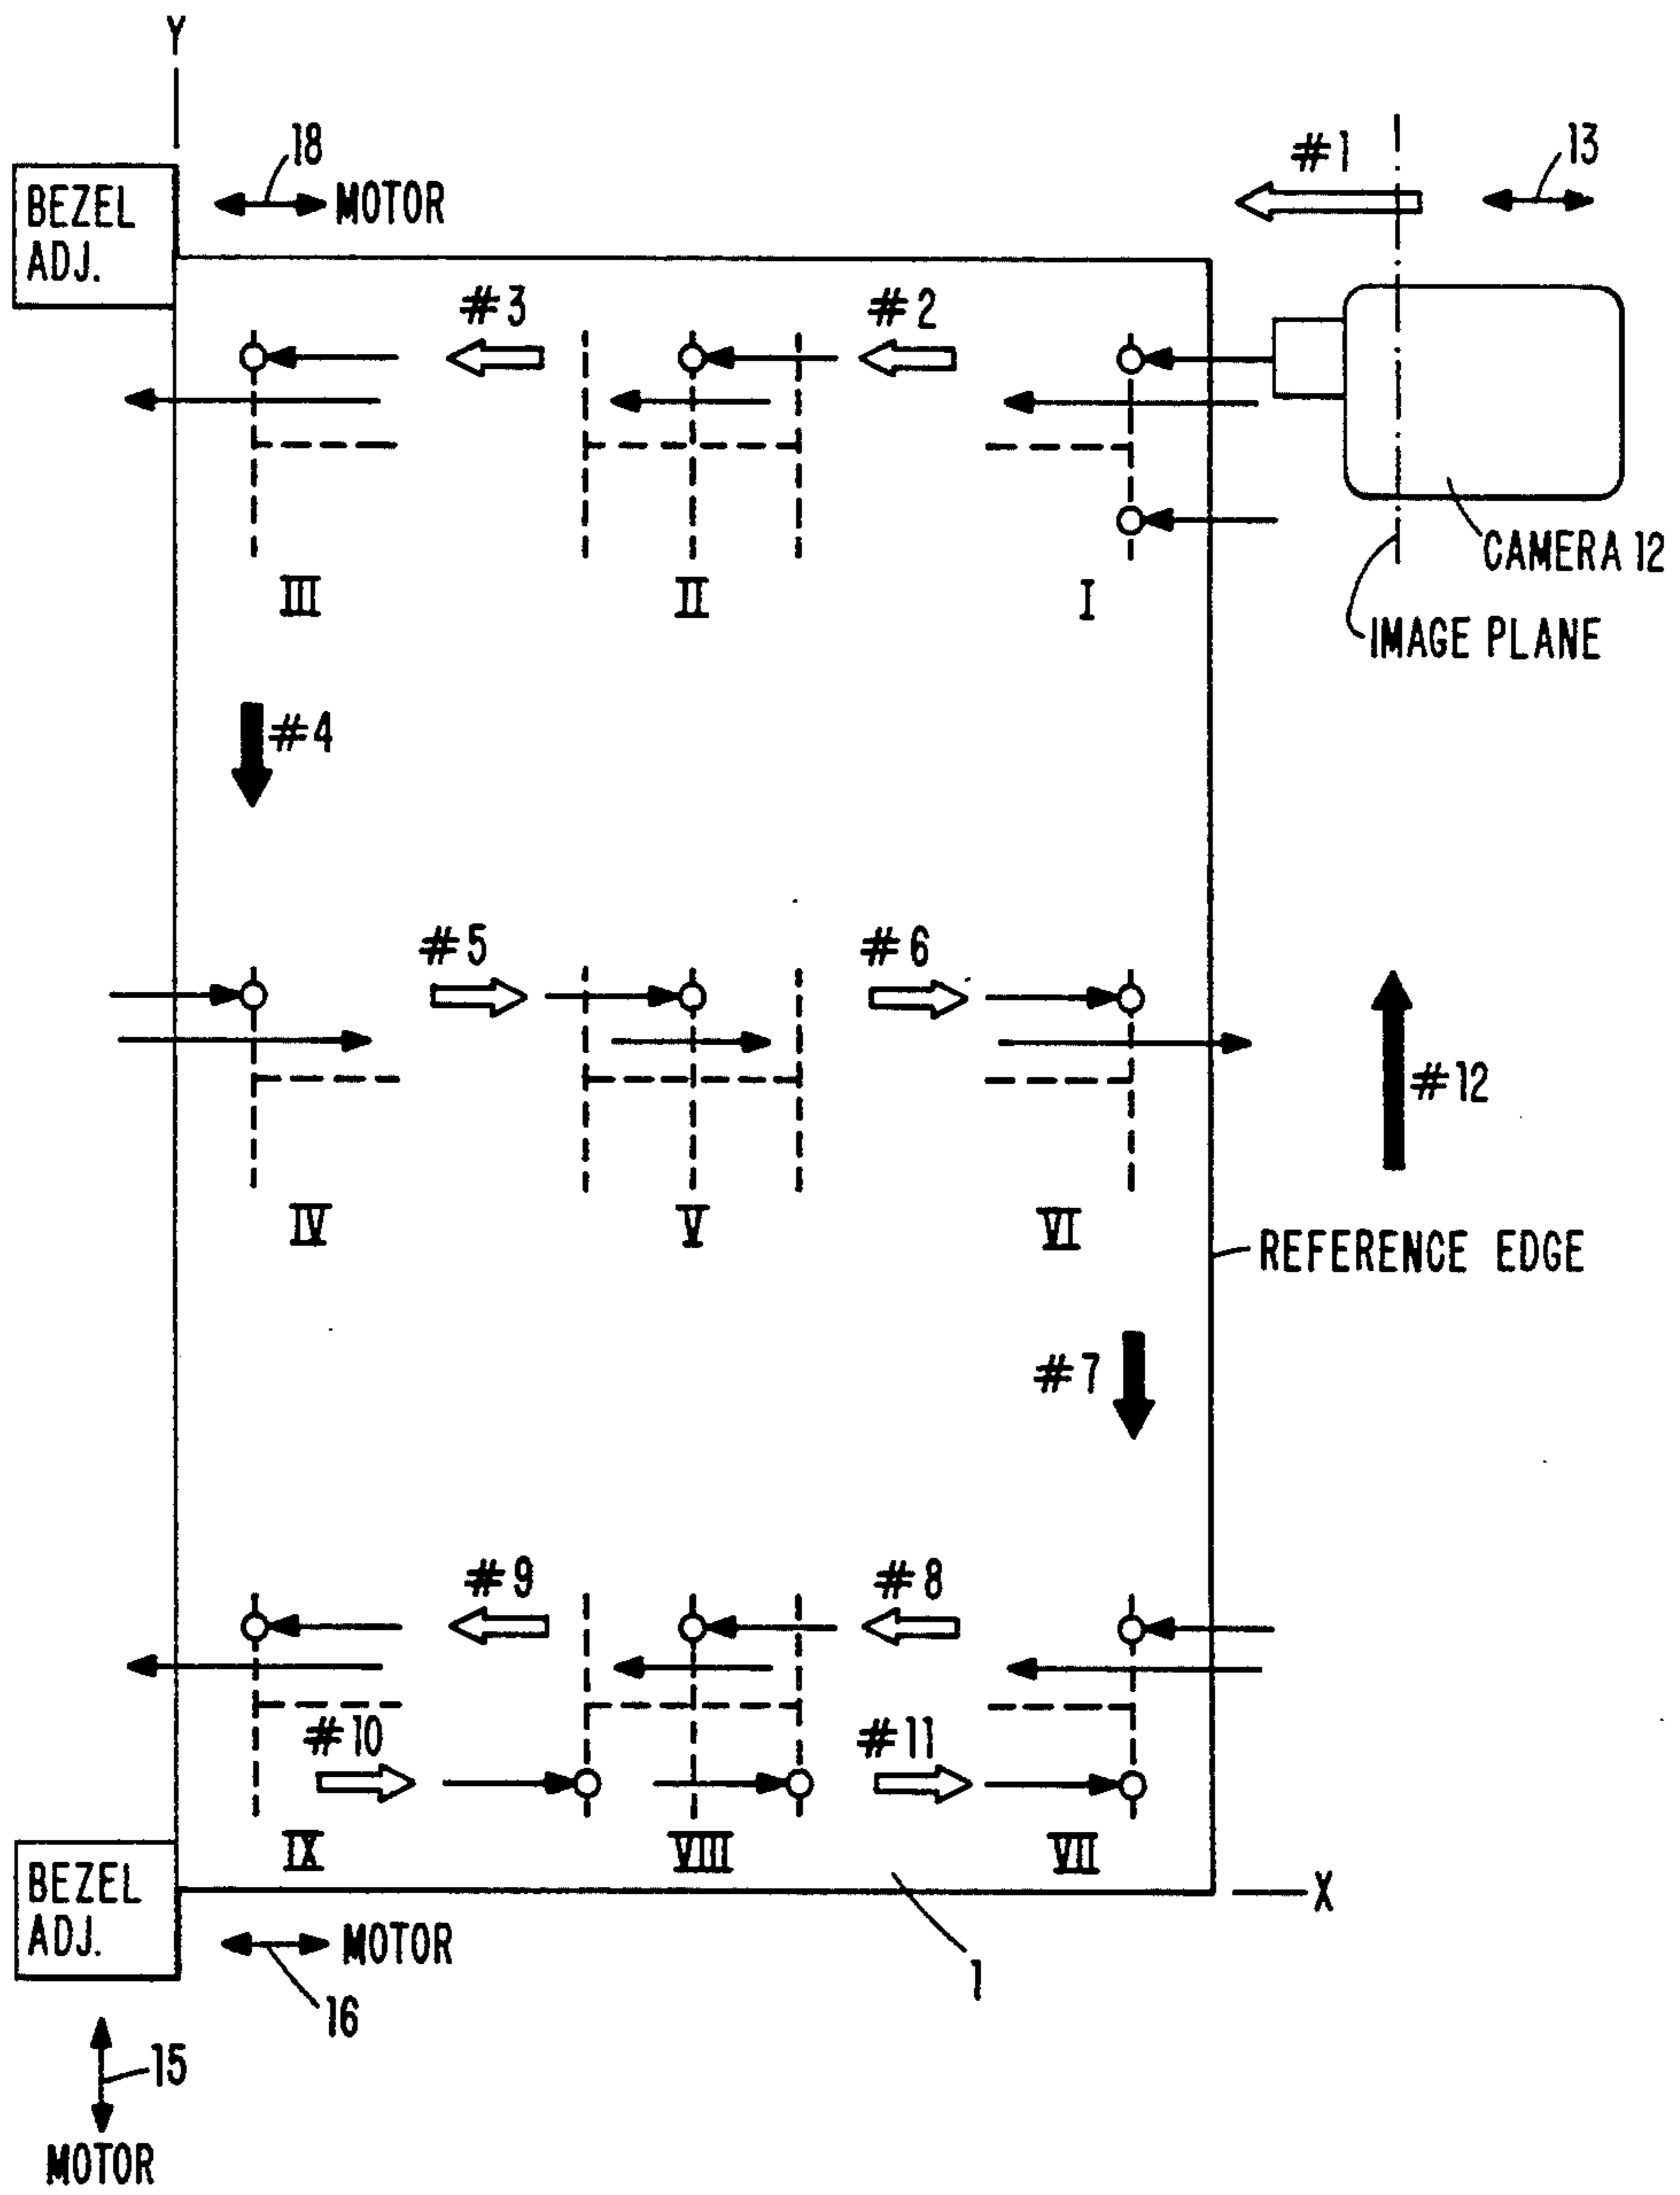 Y
18
#1
13
BEZEL
ADJ.
MOTOR
#3
#2
CAMERA 12
III
II
I
IMAGE PLANE
#4
#5
#6
#12
IV
V
VI
REFERENCE EDGE
#7
#9
#8
#10
#11
IX
VIII
VII
BEZEL
ADJ.
X
MOTOR
1
16
15
MOTOR